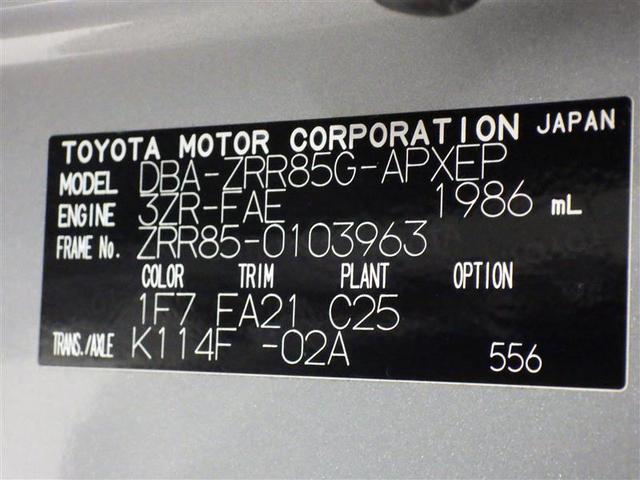 TOYOTA MOTOR CORPORATION JAPAN
MODEL DBA-ZRR85G-APXEP
ENGINE 3ZR-FAE 1986 mL
FRAME No. ZRR85-0103963
COLOR TRIM PLANT OPTION
1F7 EA21 C25
TRANS./AXLE K114F -02A 556